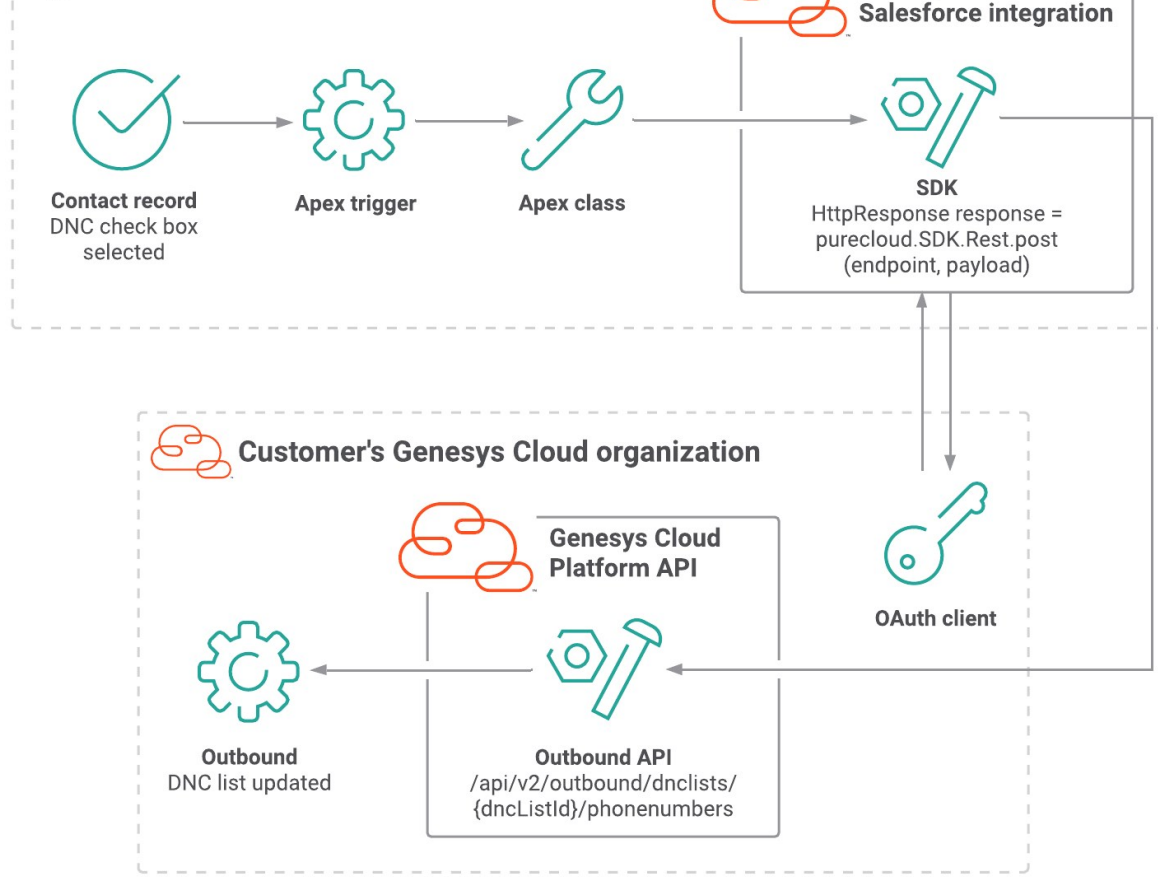 Salesforce integration
Contact record
DNC check box
selected
Apex trigger
Apex class
SDK
HttpResponse response =
purecloud.SDK.Rest.post
(endpoint, payload)
Customer's Genesys Cloud organization
Genesys Cloud
Platform API
OAuth client
Outbound
DNC list updated
Outbound API
/api/v2/outbound/dnclists/
{dncListId}/phonenumbers